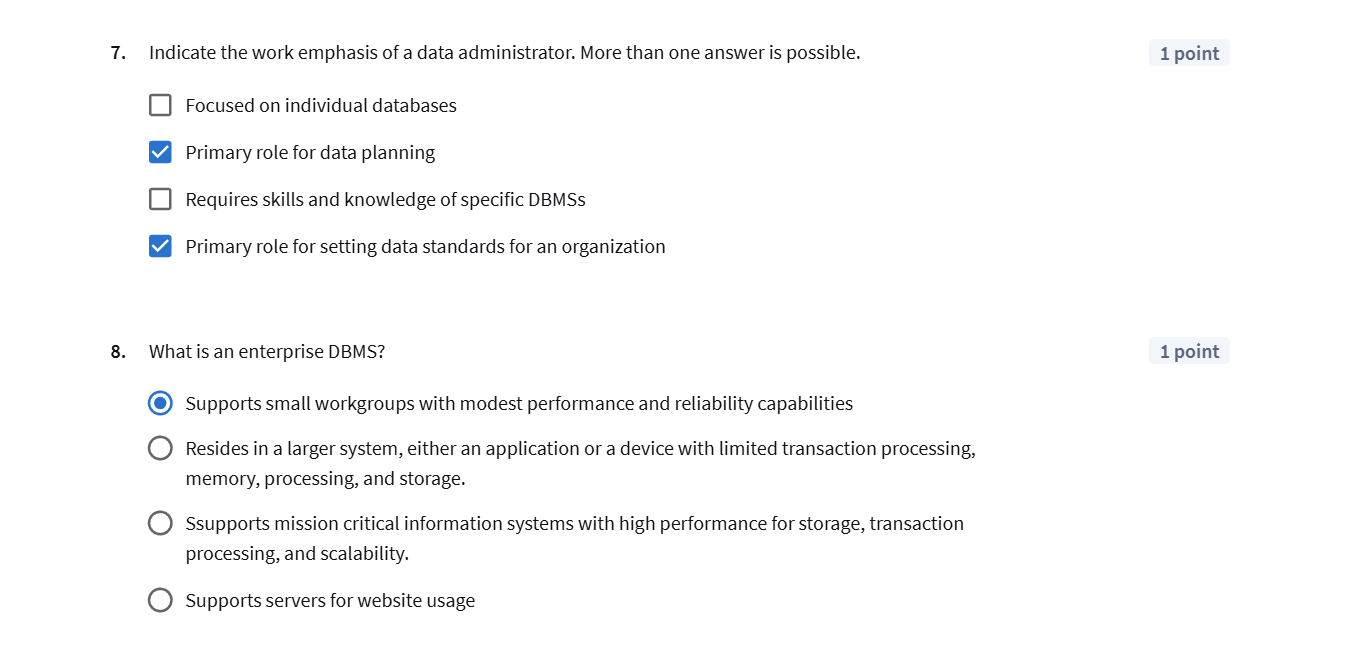 7. Indicate the work emphasis of a data administrator. More than one answer is possible. 1 point
Focused on individual databases
Primary role for data planning
Requires skills and knowledge of specific DBMSs
Primary role for setting data standards for an organization
8. What is an enterprise DBMS? 1 point
Supports small workgroups with modest performance and reliability capabilities
Resides in a larger system, either an application or a device with limited transaction processing,
memory, processing, and storage.
Ssupports mission critical information systems with high performance for storage, transaction
processing, and scalability.
Supports servers for website usage